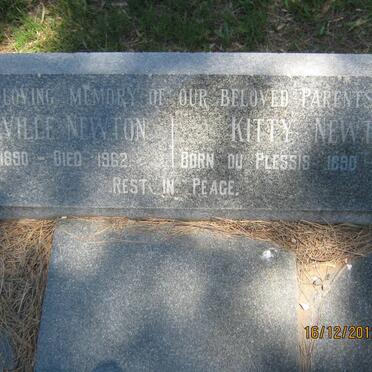 LOVING MEMORY OF OUR BELOVED PARENTS
VILLE NEWTON KITTY NEWT
1890 - DIED 1962. BORN DU PLESSIS 1890
REST IN PEACE.
16/12/201